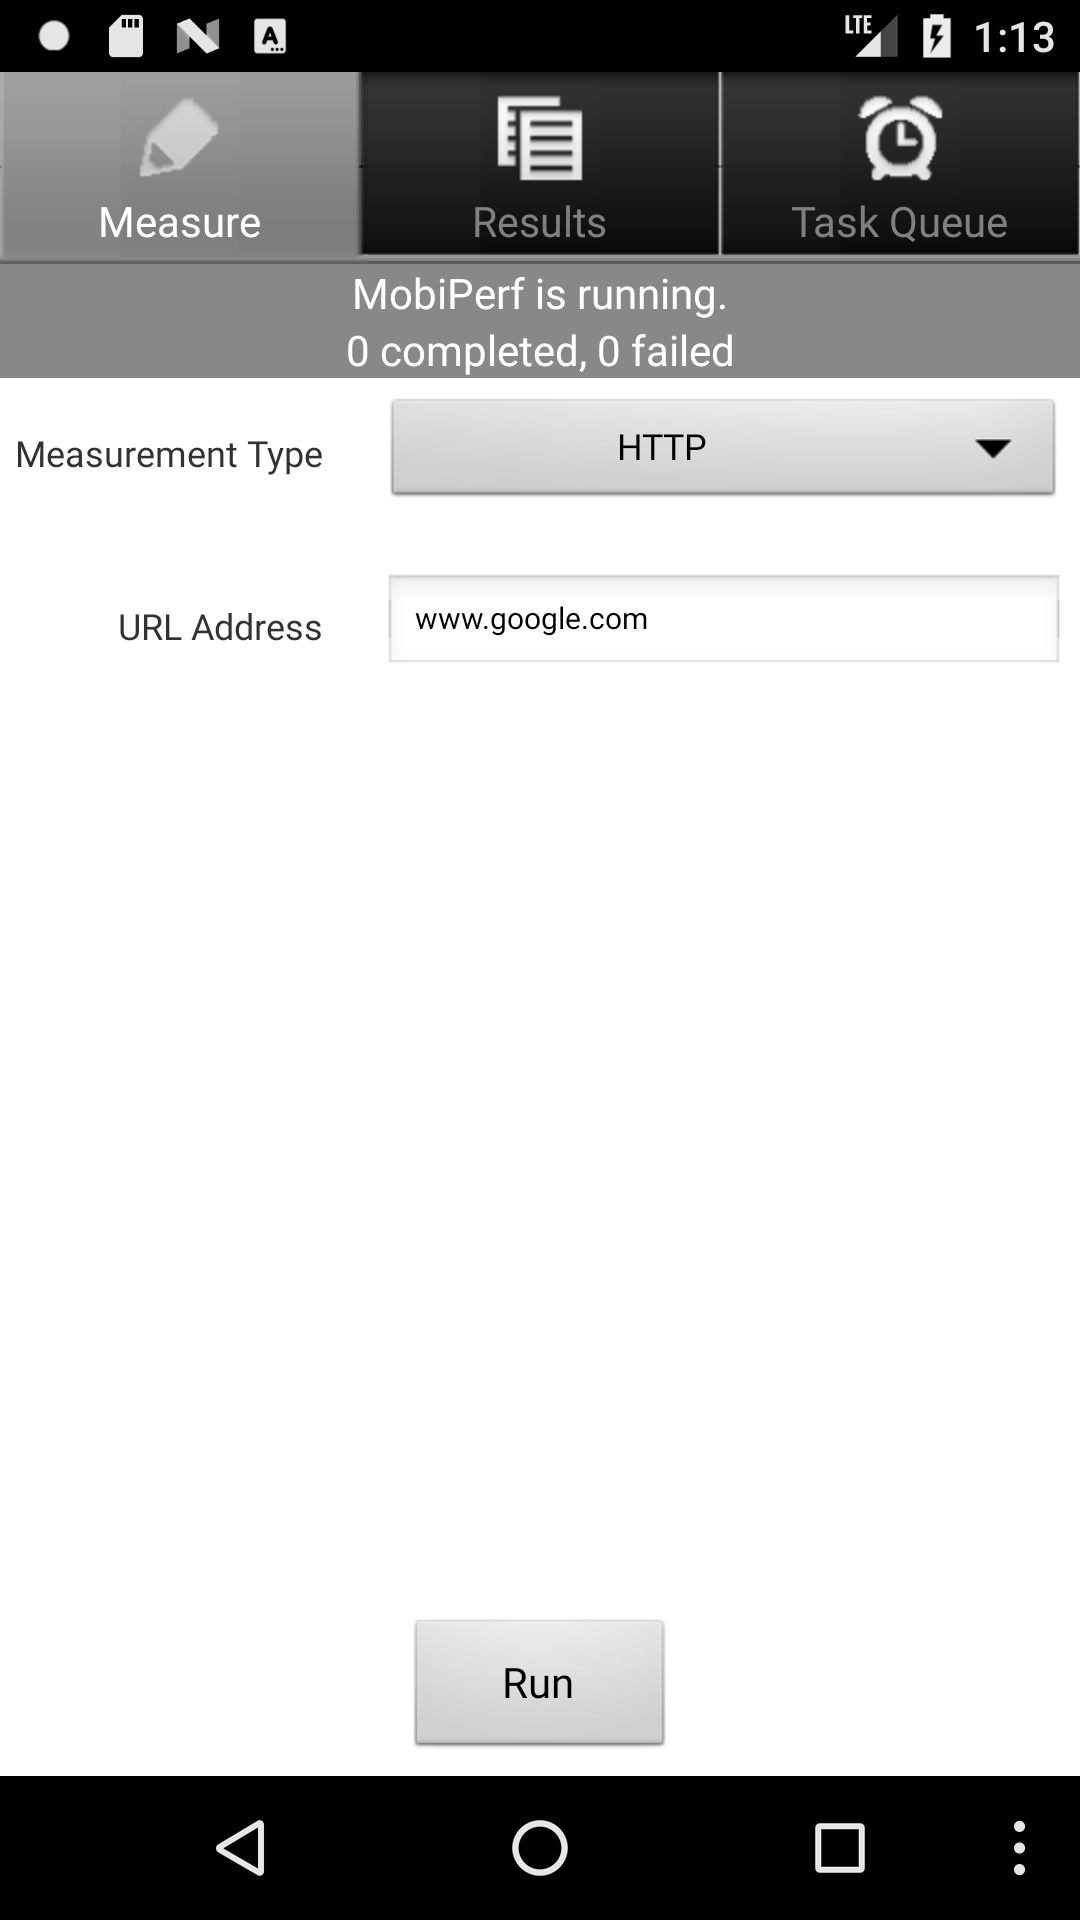 LTE 1:13
Measure
Results
Task Queue
MobiPerf is running.
0 completed, 0 failed
Measurement Type
HTTP
URL Address
www.google.com
Run